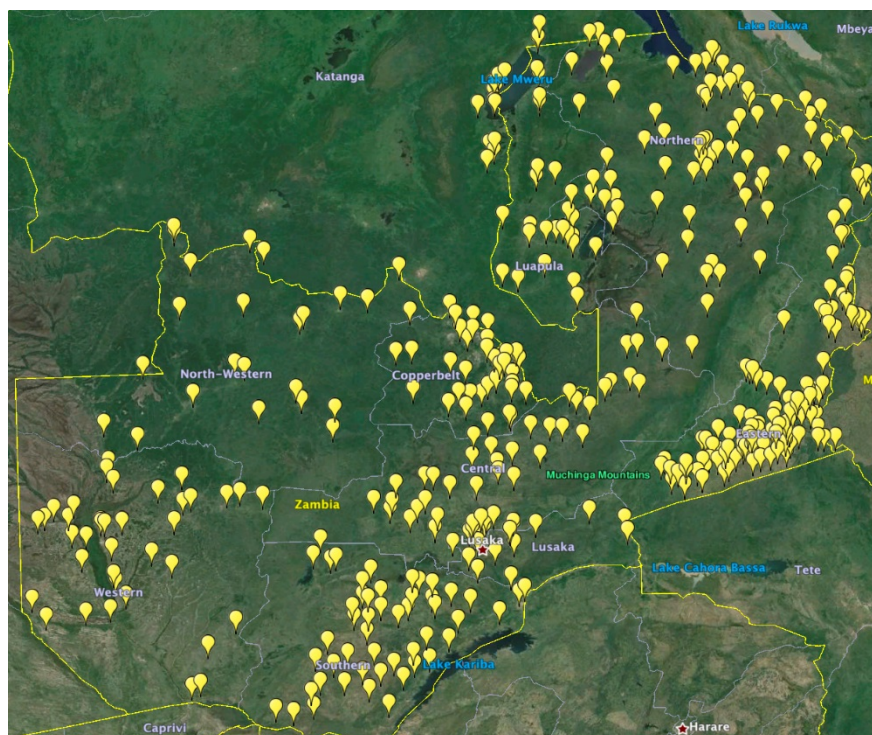 Lake Rukwa
Mbeya
Katanga
Lake Mweru
Northern
Luapula
North-Western
Copperbelt
Eastern
Central
Muchinga Mountains
Zambia
Lusaka
Lusaka
Lake Cahora Bassa
Tete
Western
Southern
Lake Kariba
Caprivi
Harare
M